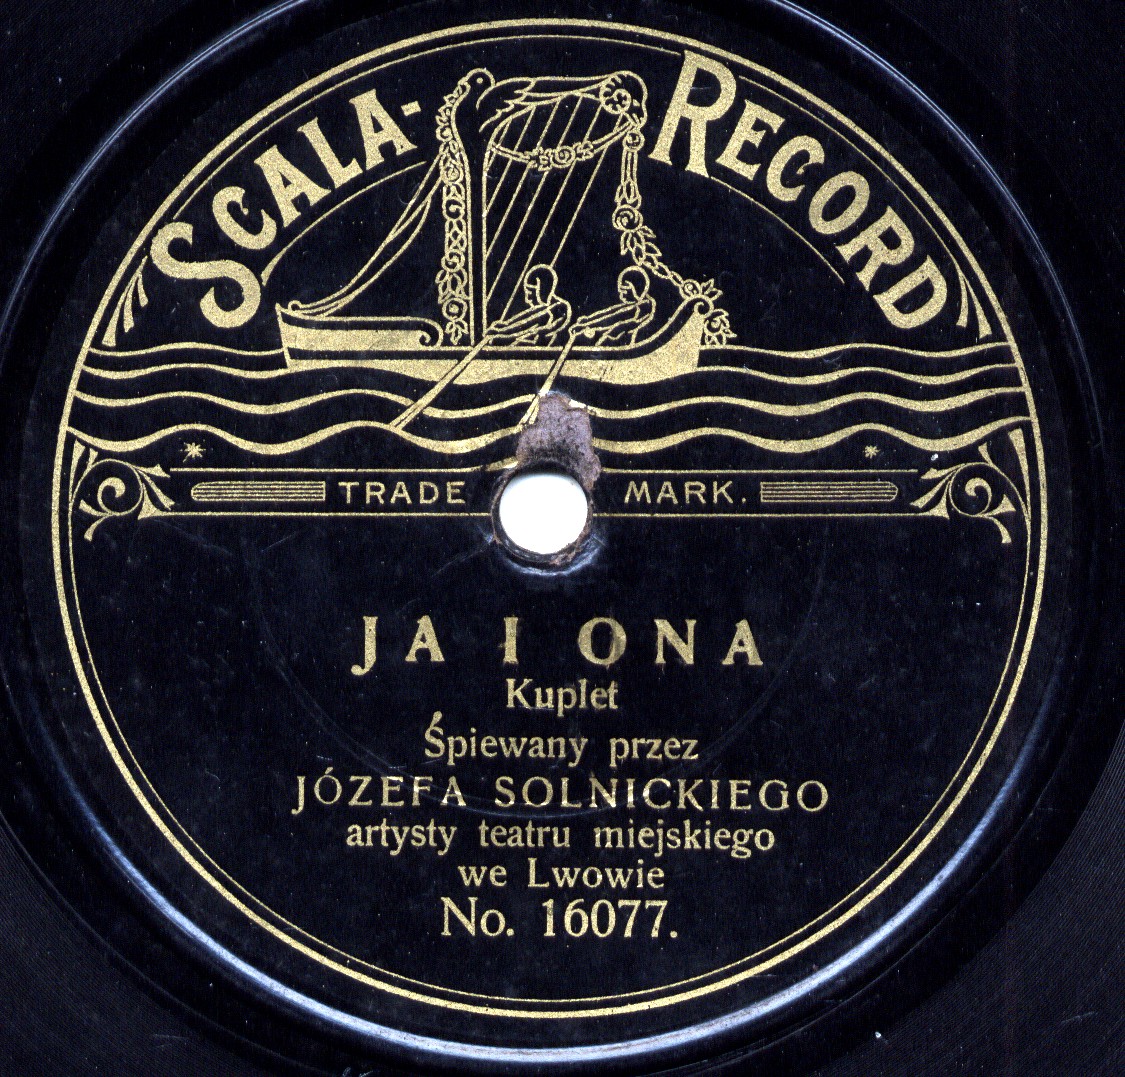 SCALA-RECORD
TRADE MARK.
JA I ONA
Kuplet
Śpiewany przez
JÓZEFA SOLNICKIEGO
artysty teatru miejskiego
we Lwowie
No. 16077.